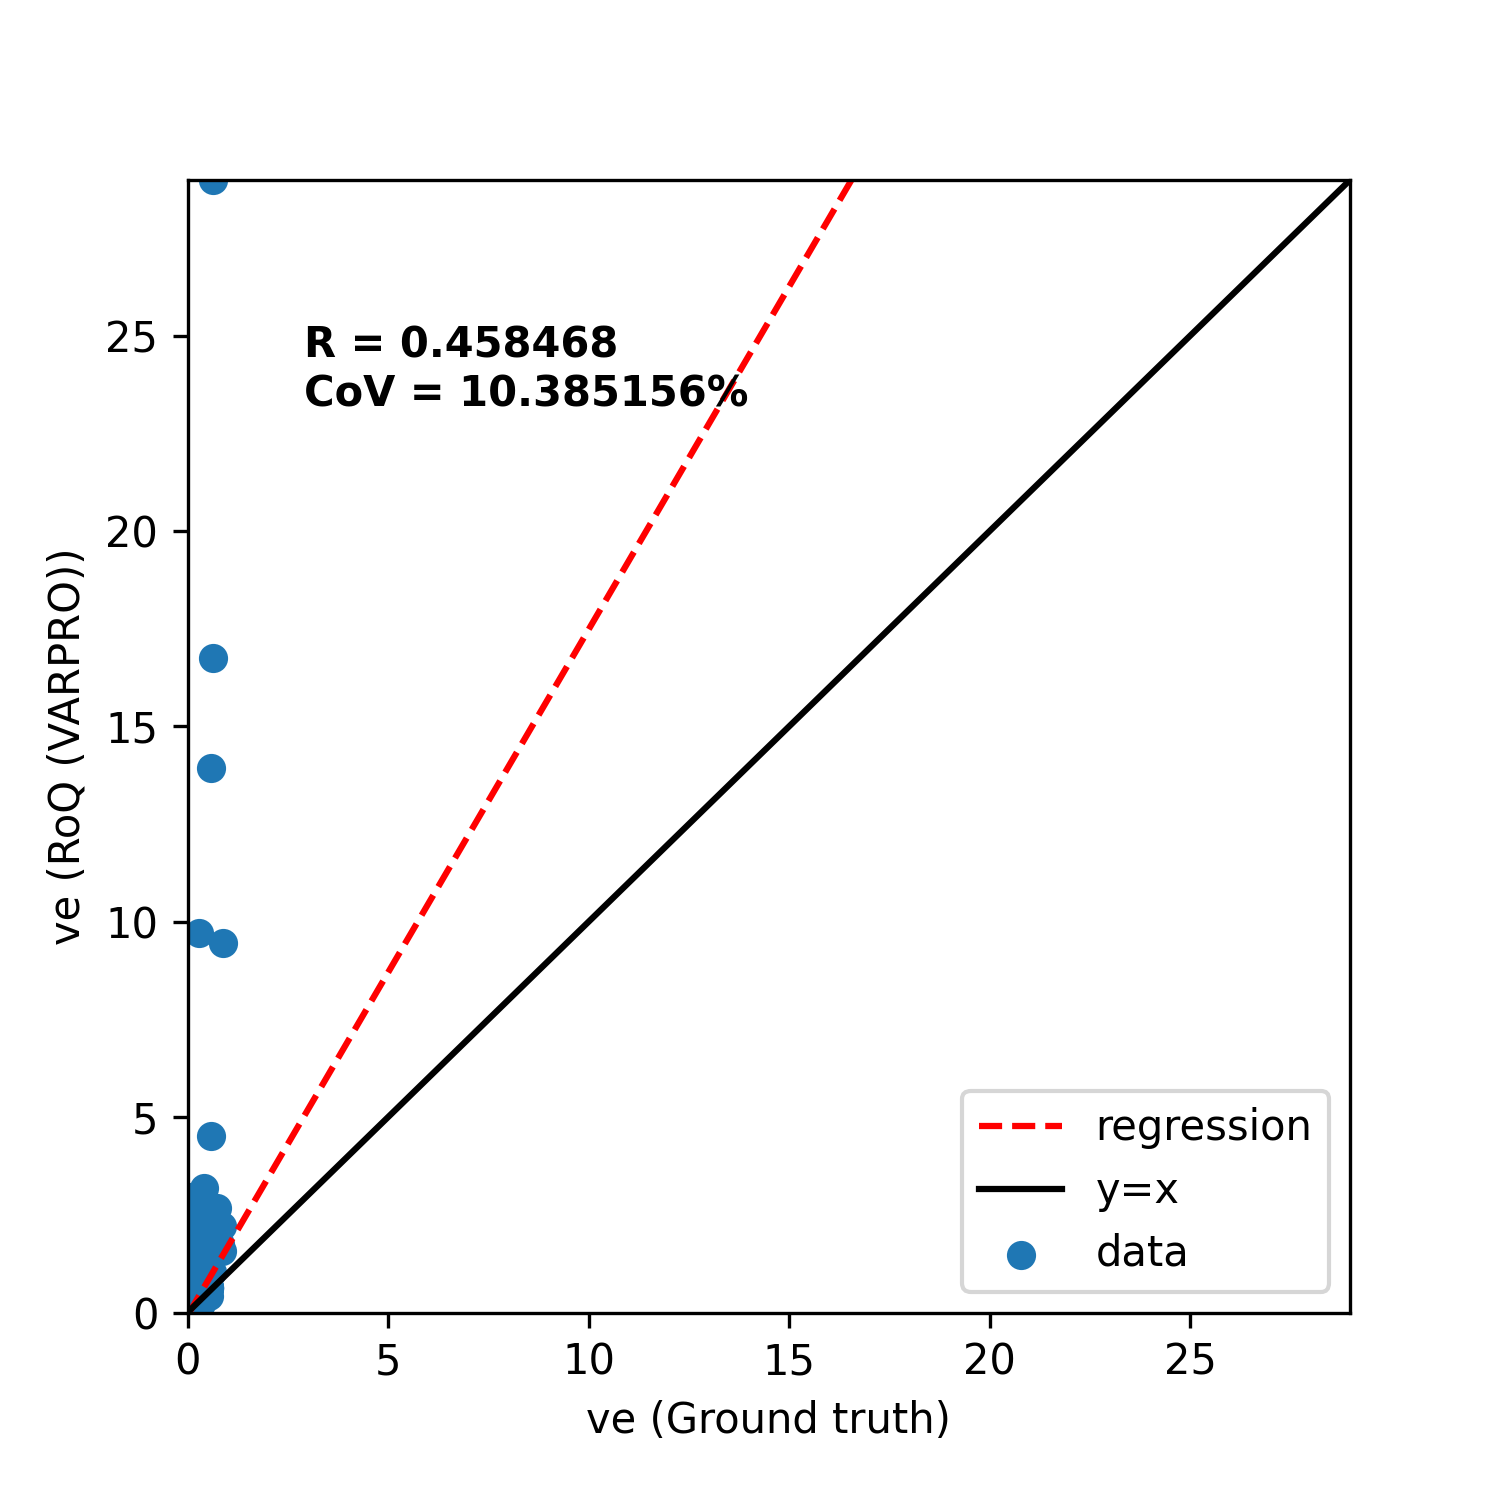 R = 0.458468
CoV = 10.385156%
25
20
15
10
5
0
ve (RoQ (VARPRO))
regression
y=x
data
0 5 10 15 20 25
ve (Ground truth)